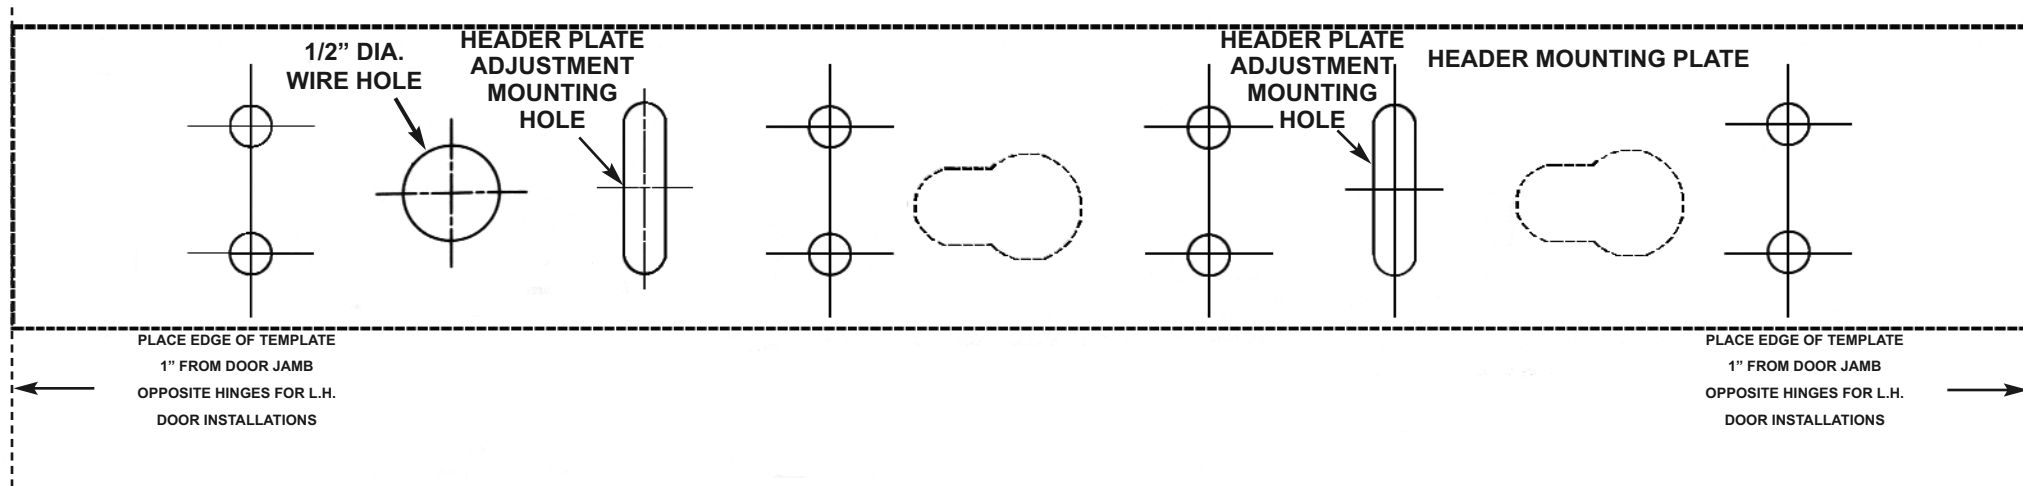 1/2” DIA.
WIRE HOLE
HEADER PLATE
ADJUSTMENT
MOUNTING
HOLE
HEADER PLATE
ADJUSTMENT
MOUNTING
HOLE
HEADER MOUNTING PLATE
PLACE EDGE OF TEMPLATE
1” FROM DOOR JAMB
OPPOSITE HINGES FOR L.H.
DOOR INSTALLATIONS
PLACE EDGE OF TEMPLATE
1” FROM DOOR JAMB
OPPOSITE HINGES FOR L.H.
DOOR INSTALLATIONS